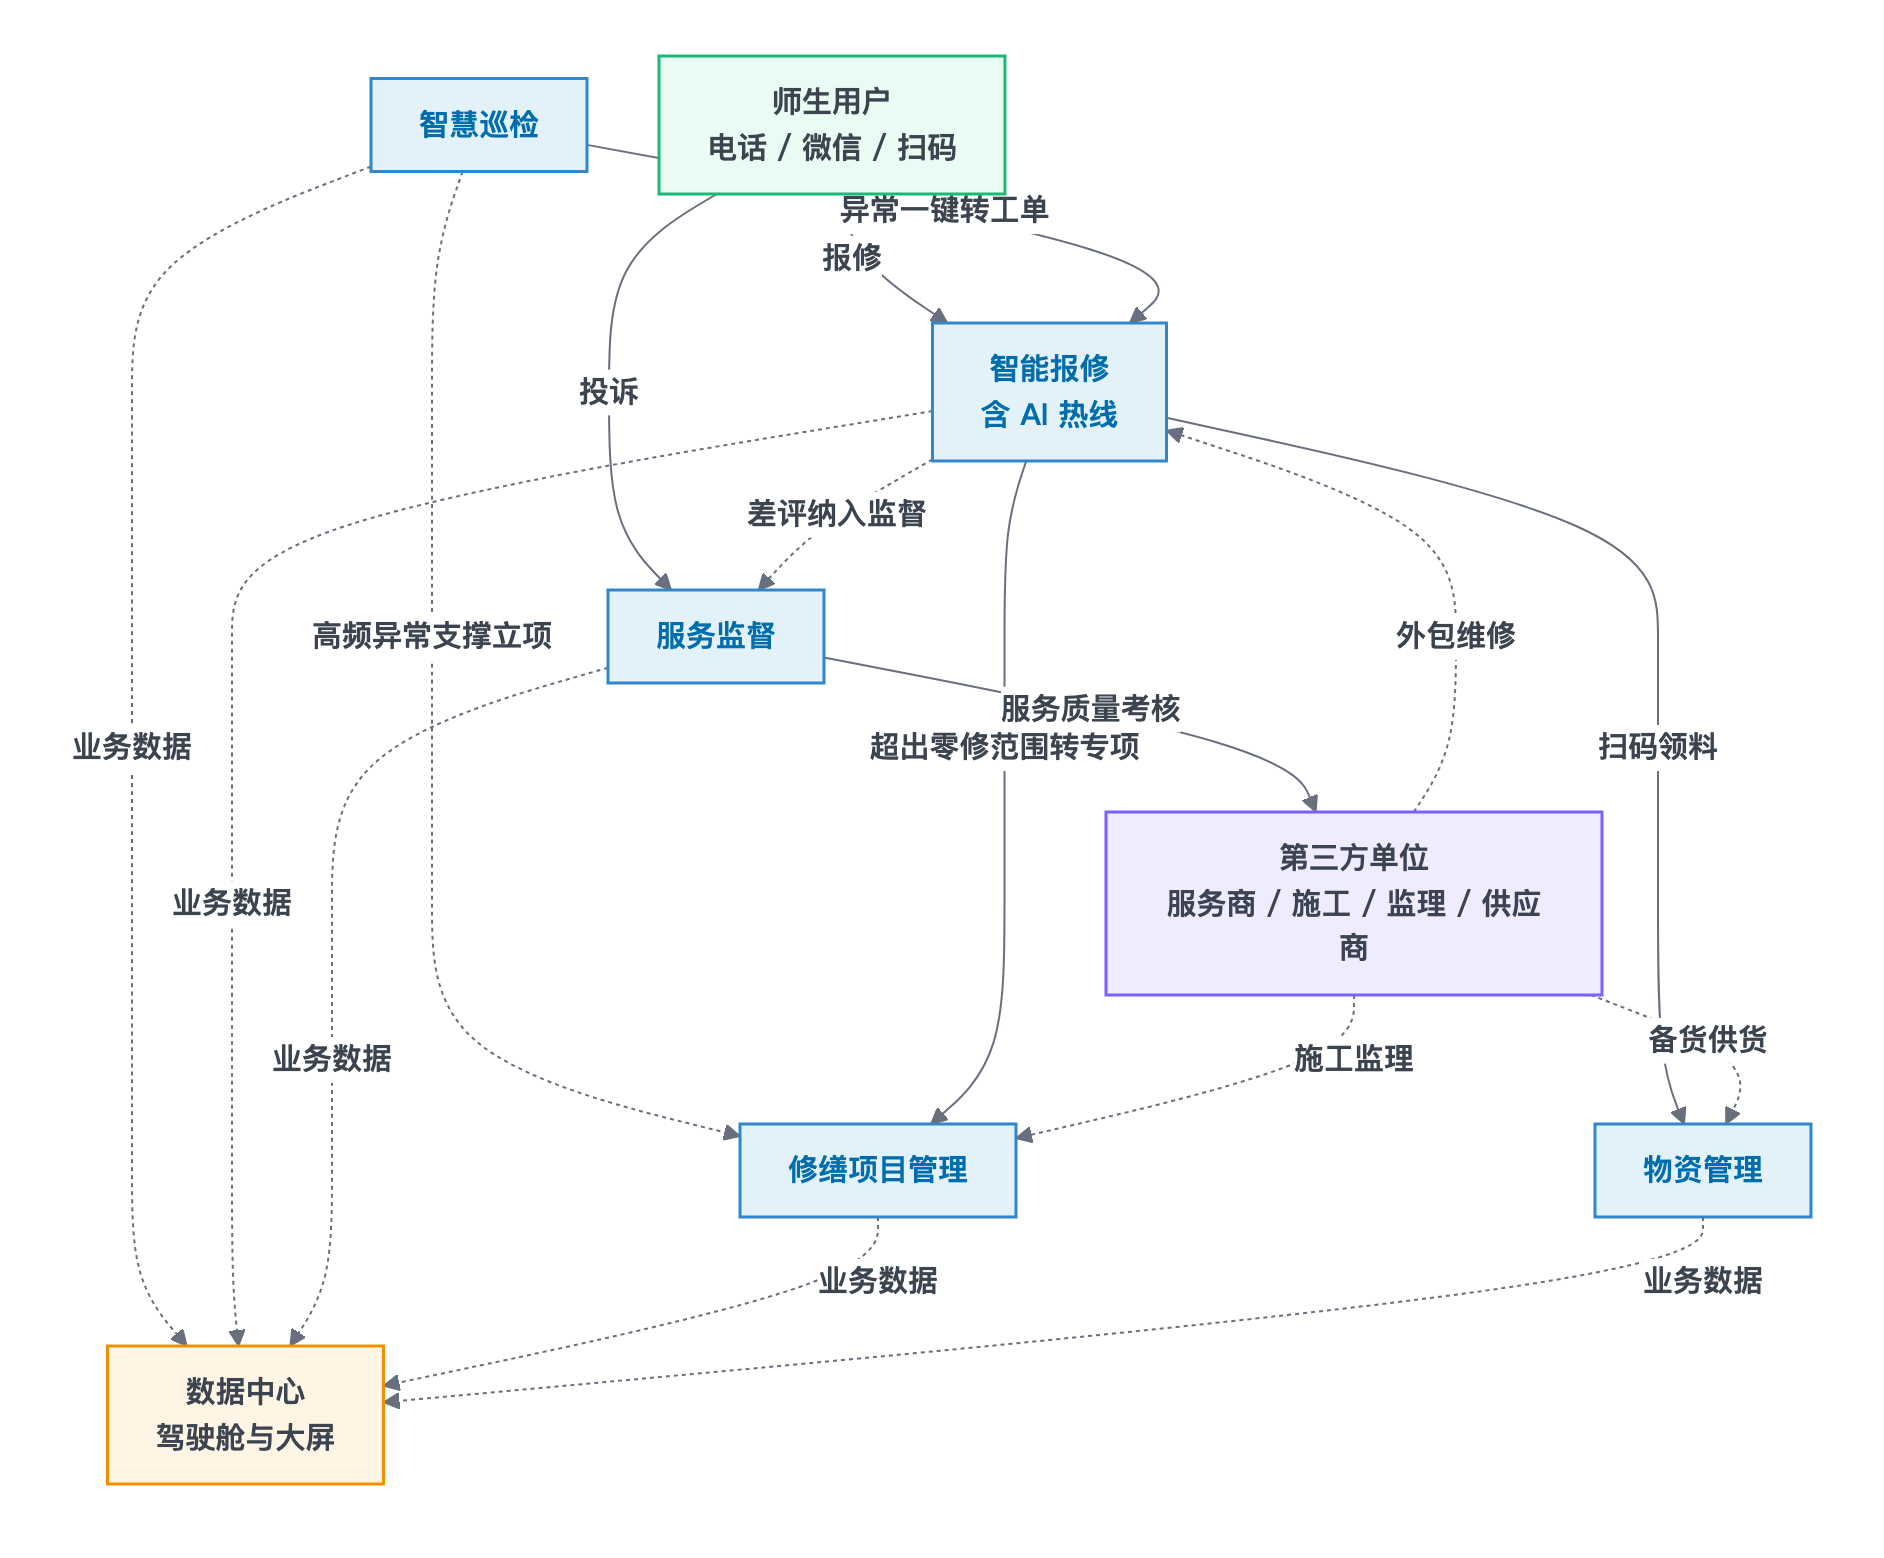 智慧巡检
师生用户
电话 / 微信 / 扫码
异常一键转工单
报修
智能报修
含 AI 热线
投诉
差评纳入监督
服务监督
高频异常支撑立项
外包维修
服务质量考核
超出零修范围转专项
业务数据
扫码领料
第三方单位
服务商 / 施工 / 监理 / 供应
商
业务数据
备货供货
业务数据
施工监理
修缮项目管理
物资管理
业务数据
业务数据
数据中心
驾驶舱与大屏